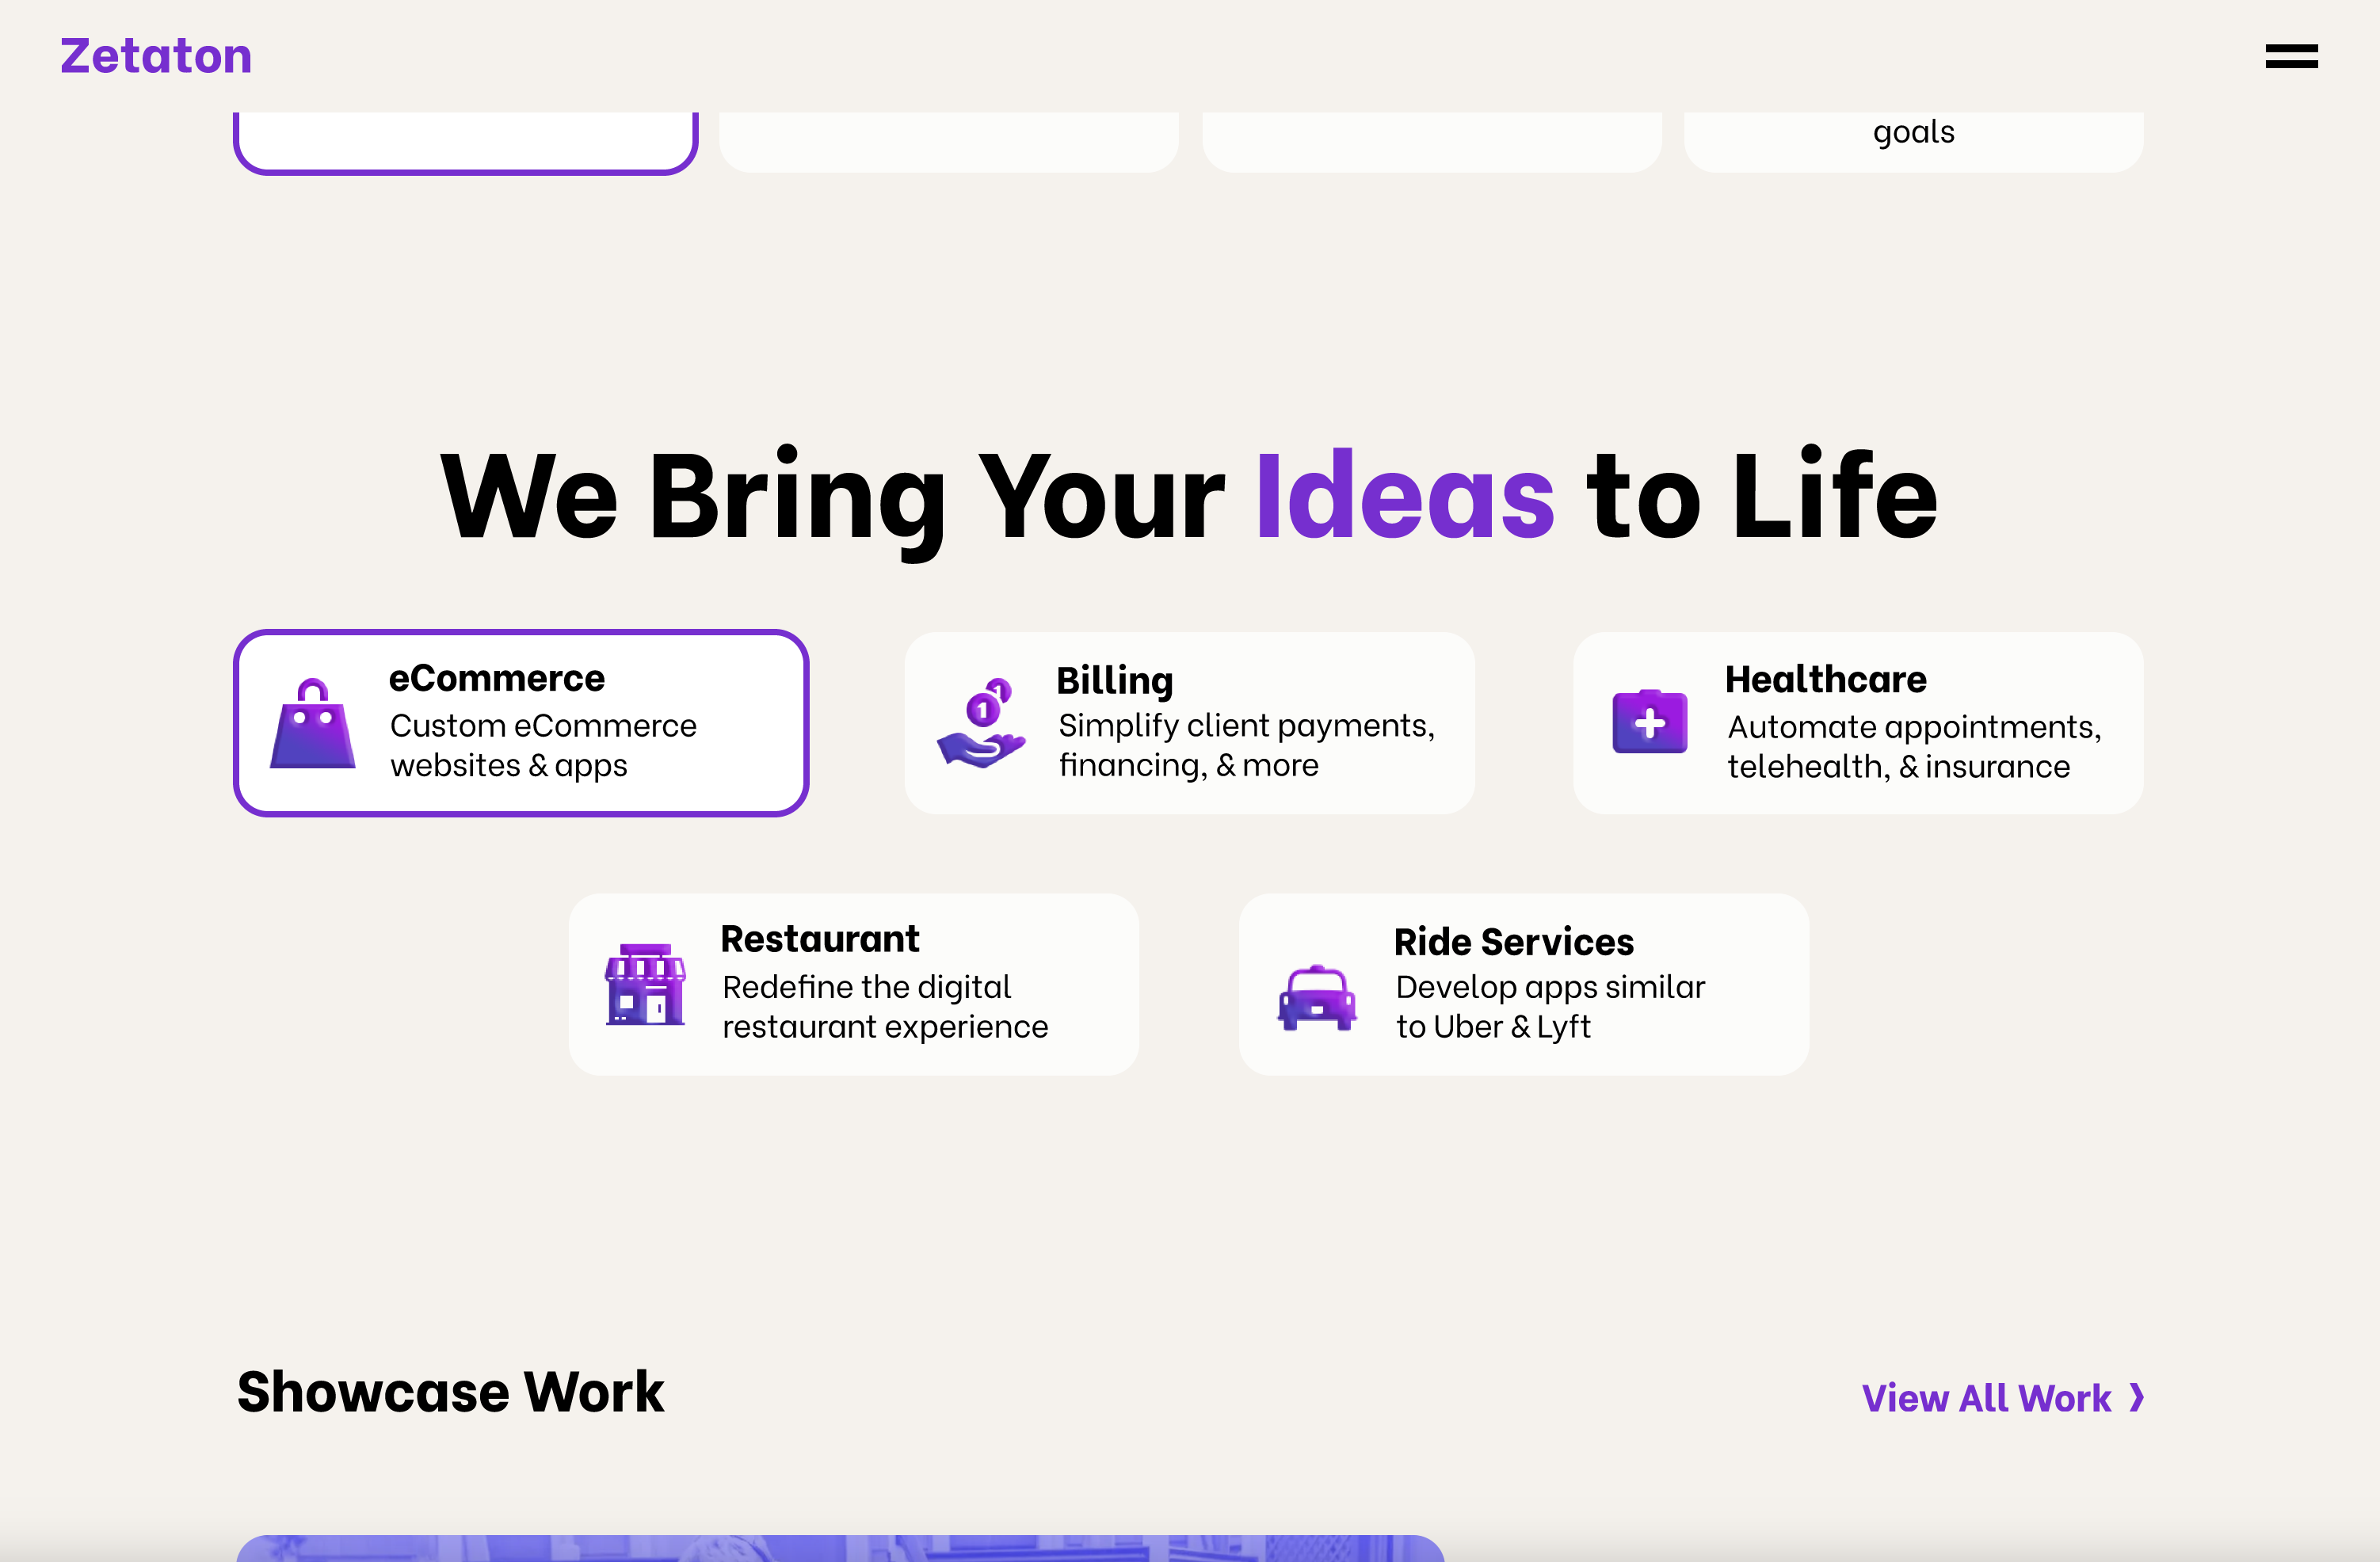 Zetaton
goals
We Bring Your Ideas to Life
eCommerce
Custom eCommerce
websites & apps
Billing
Simplify client payments,
financing, & more
Healthcare
Automate appointments,
telehealth, & insurance
Restaurant
Redefine the digital
restaurant experience
Ride Services
Develop apps similar
to Uber & Lyft
Showcase Work
View All Work